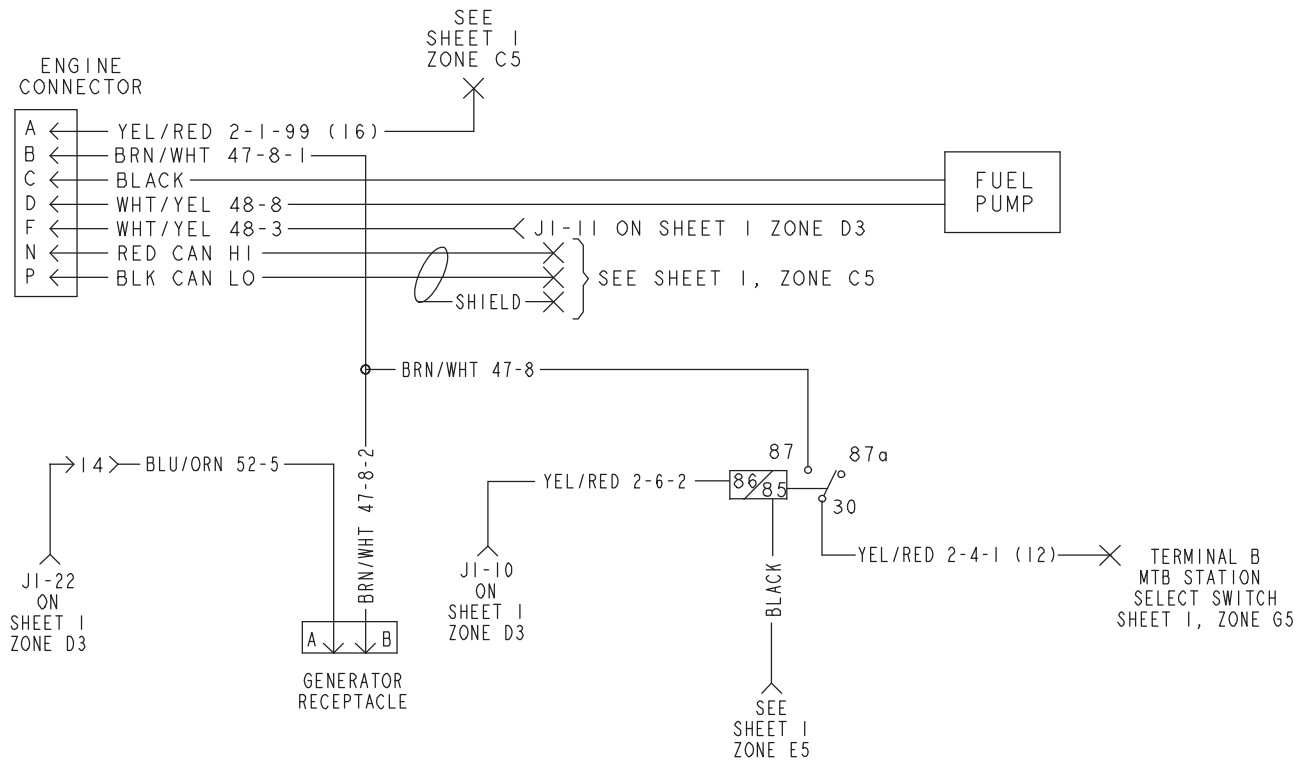 SEE
SHEET 1
ZONE C5
ENGINE
CONNECTOR
A YEL/RED 2-1-99 (16)
B BRN/WHT 47-8-1
C BLACK
D WHT/YEL 48-8
F WHT/YEL 48-3
N RED CAN HI
P BLK CAN LO
FUEL
PUMP
J1-11 ON SHEET 1 ZONE D3
SEE SHEET 1, ZONE C5
SHIELD
BRN/WHT 47-8
14 BLU/ORN 52-5
BRN/WHT 47-8-2
J1-22
ON
SHEET 1
ZONE D3
A B
GENERATOR
RECEPTACLE
YEL/RED 2-6-2
86
85
87
87a
30
J1-10
ON
SHEET 1
ZONE D3
BLACK
SEE
SHEET 1
ZONE E5
YEL/RED 2-4-1 (12)
TERMINAL B
MTB STATION
SELECT SWITCH
SHEET 1, ZONE G5